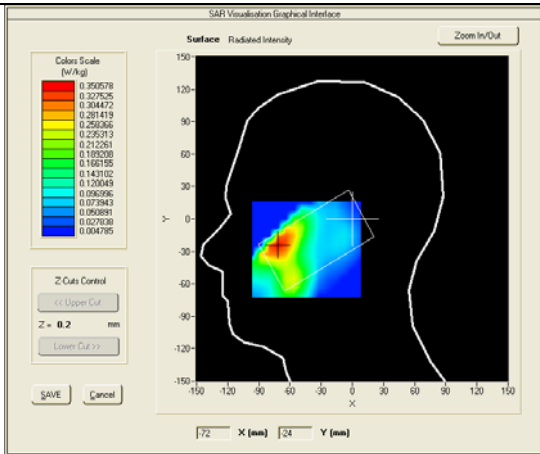 SAR Visualisation Graphical Interface
Surface Radiated Intensity
Zoom In/Out
Colors Scale
(W/kg)
0.350578
0.327525
0.304472
0.281419
0.258366
0.235313
0.212261
0.189208
0.166155
0.143102
0.120049
0.096996
0.073943
0.050891
0.027838
0.004785
150
120
90
60
30
0
-30
-60
-90
-120
-150
Y
-150 -120 -90 -60 -30 0 30 60 90 120 150
X
Z Cuts Control
<< Upper Cut
Z = 0.2 mm
Lower Cut >>
SAVE Cancel
-72 X (mm) -24 Y (mm)